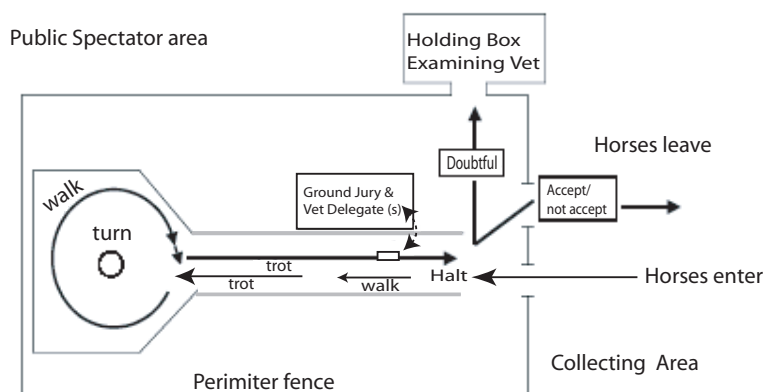 Public Spectator area
Holding Box
Examining Vet
Horses leave
Doubtful
Accept/
not accept
Ground Jury &
Vet Delegate (s)
walk
turn
trot
trot
walk
Halt
Horses enter
Collecting Area
Perimiter fence